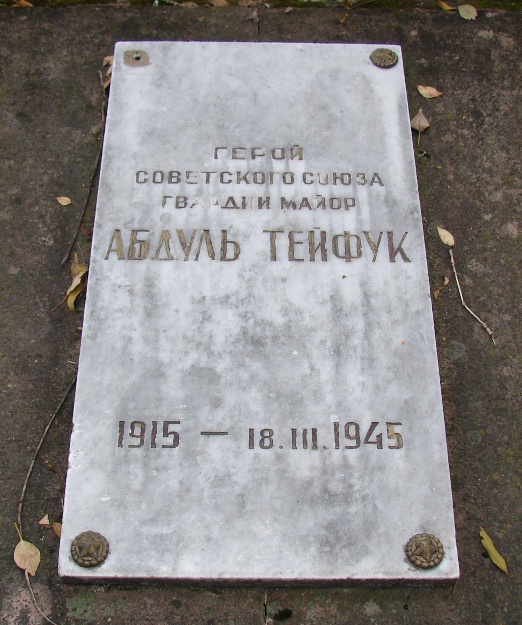 ГЕРОЙ
СОВЕТСКОГО СОЮЗА
ГВАРДИИ МАЙОР
АБДУЛЬ ТЕЙФУК
1915 — 18.III.1945